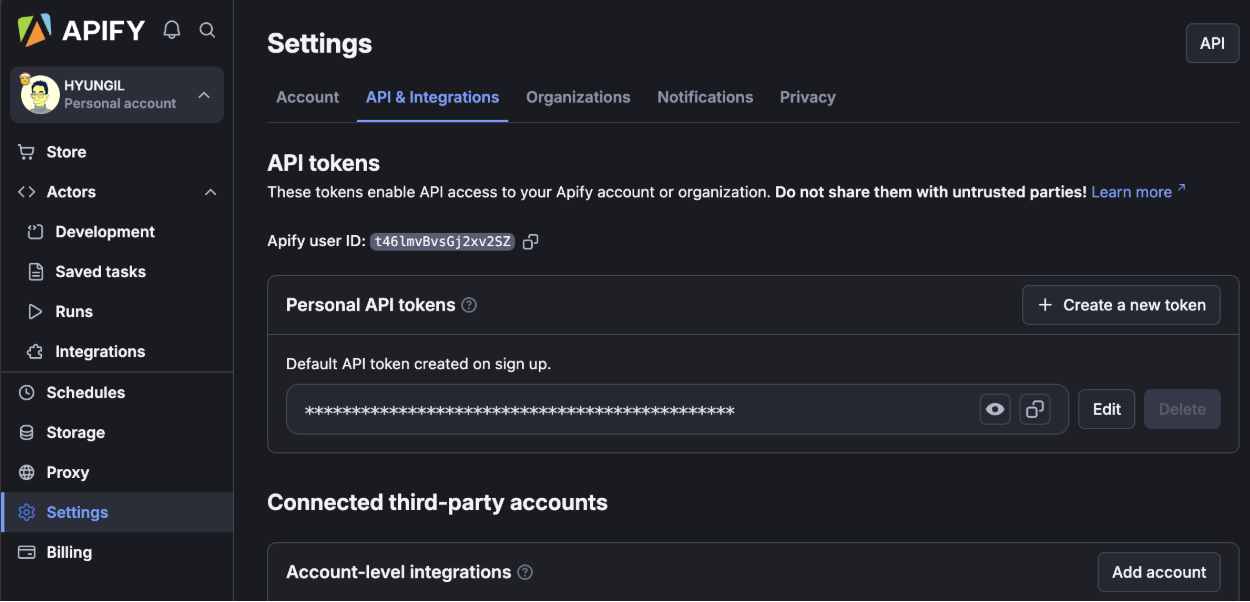 APIFY
HYUNGIL
Personal account
Store
Actors
Development
Saved tasks
Runs
Integrations
Schedules
Storage
Proxy
Settings
Billing
Settings
API
Account
API & Integrations
Organizations
Notifications
Privacy
API tokens
These tokens enable API access to your Apify account or organization. Do not share them with untrusted parties! Learn more
Apify user ID: t46lmvBvsGj2xv2SZ
Personal API tokens
Create a new token
Default API token created on sign up.
**********************************************
Edit
Delete
Connected third-party accounts
Account-level integrations
Add account